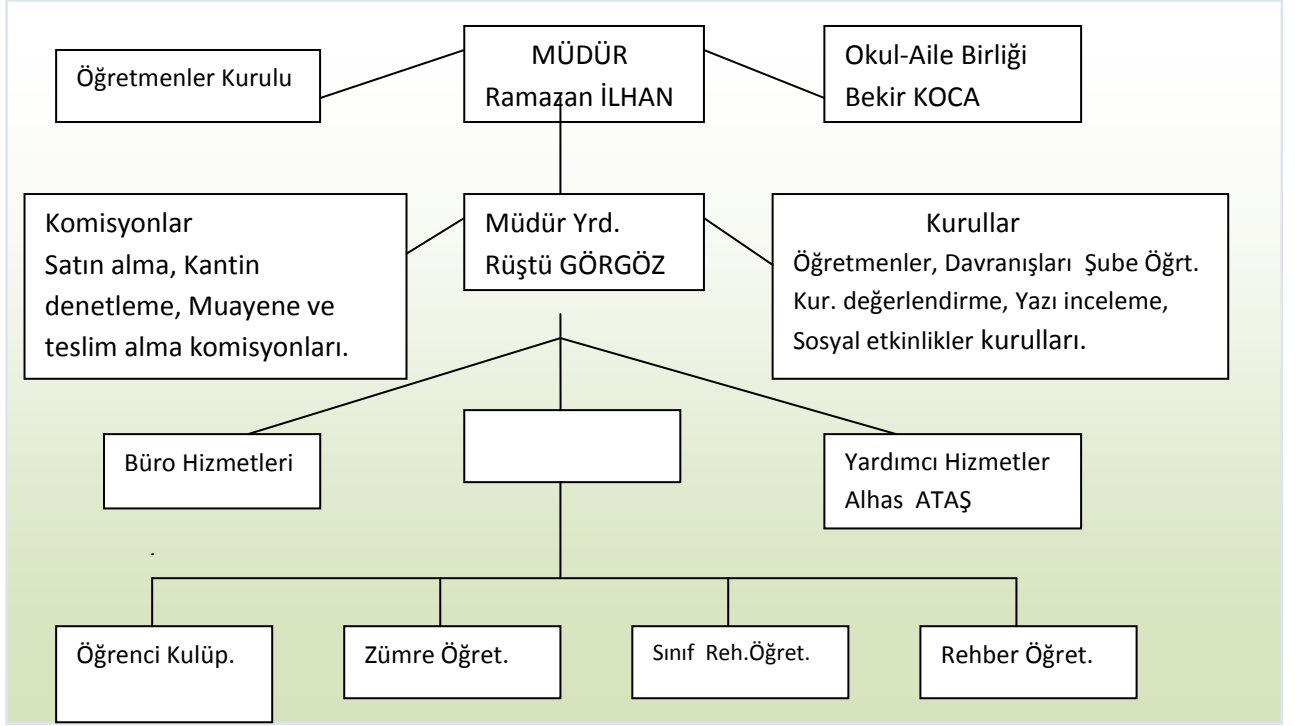 Öğretmenler Kurulu
MÜDÜR
Ramazan İLHAN
Okul-Aile Birliği
Bekir KOCA
Komisyonlar
Satın alma, Kantin
denetleme, Muayene ve
teslim alma komisyonları.
Müdür Yrd.
Rüştü GÖRGÖZ
Kurullar
Öğretmenler, Davranışları Şube Öğrt.
Kur. değerlendirme, Yazı inceleme,
Sosyal etkinlikler kurulları.
Büro Hizmetleri
Yardımcı Hizmetler
Alhas ATAŞ
.
Öğrenci Kulüp.
Zümre Öğret.
Sınıf Reh.Öğret.
Rehber Öğret.